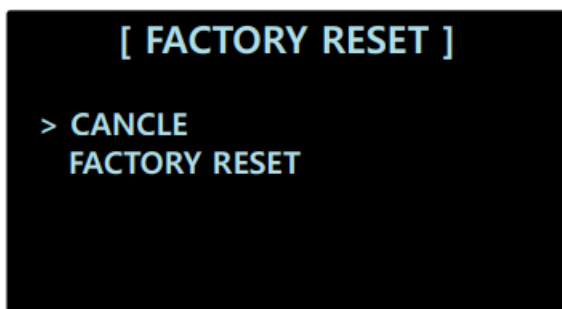 [ FACTORY RESET ]
> CANCLE
FACTORY RESET